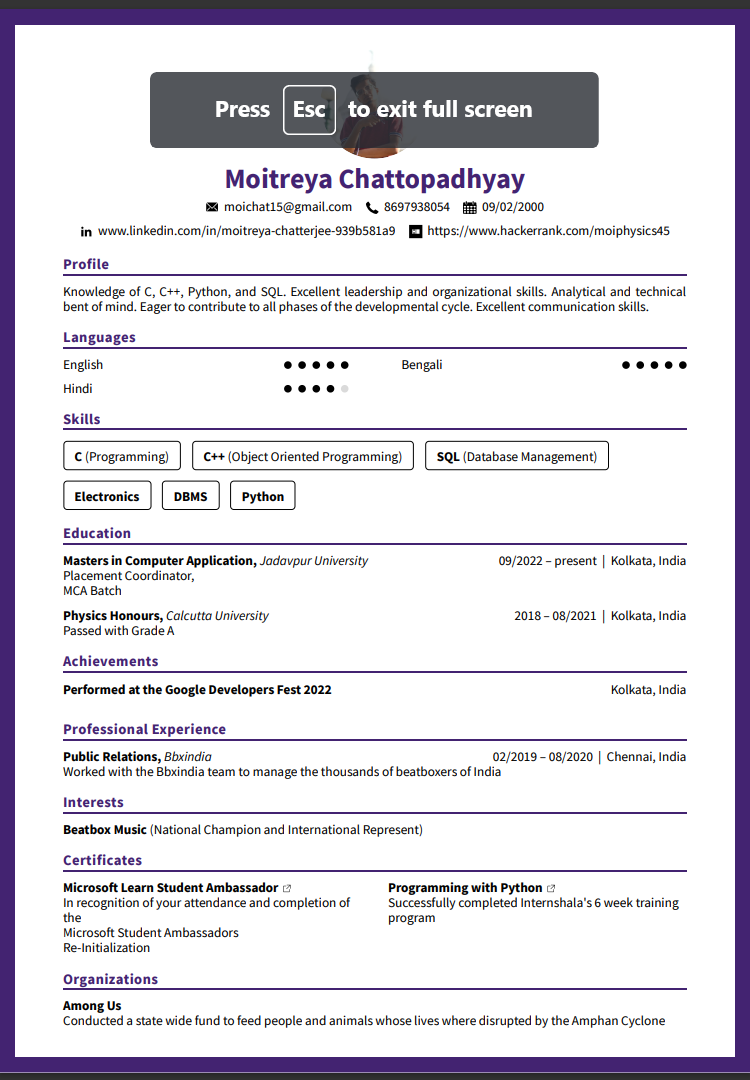 Press Esc to exit full screen
Moitreya Chattopadhyay
moichat15@gmail.com 8697938054 09/02/2000
in www.linkedin.com/in/moitreya-chatterjee-939b581a9 https://www.hackerrank.com/moiphysics45
Profile
Knowledge of C, C++, Python, and SQL. Excellent leadership and organizational skills. Analytical and technical
bent of mind. Eager to contribute to all phases of the developmental cycle. Excellent communication skills.
Languages
English Bengali
Hindi
Skills
C (Programming) C++ (Object Oriented Programming) SQL (Database Management)
Electronics DBMS Python
Education
Masters in Computer Application, Jadavpur University 09/2022 – present | Kolkata, India
Placement Coordinator,
MCA Batch
Physics Honours, Calcutta University 2018 – 08/2021 | Kolkata, India
Passed with Grade A
Achievements
Performed at the Google Developers Fest 2022 Kolkata, India
Professional Experience
Public Relations, Bbxindia 02/2019 – 08/2020 | Chennai, India
Worked with the Bbxindia team to manage the thousands of beatboxers of India
Interests
Beatbox Music (National Champion and International Represent)
Certificates
Microsoft Learn Student Ambassador
In recognition of your attendance and completion of
the
Microsoft Student Ambassadors
Re-Initialization
Programming with Python
Successfully completed Internshala's 6 week training
program
Organizations
Among Us
Conducted a state wide fund to feed people and animals whose lives where disrupted by the Amphan Cyclone